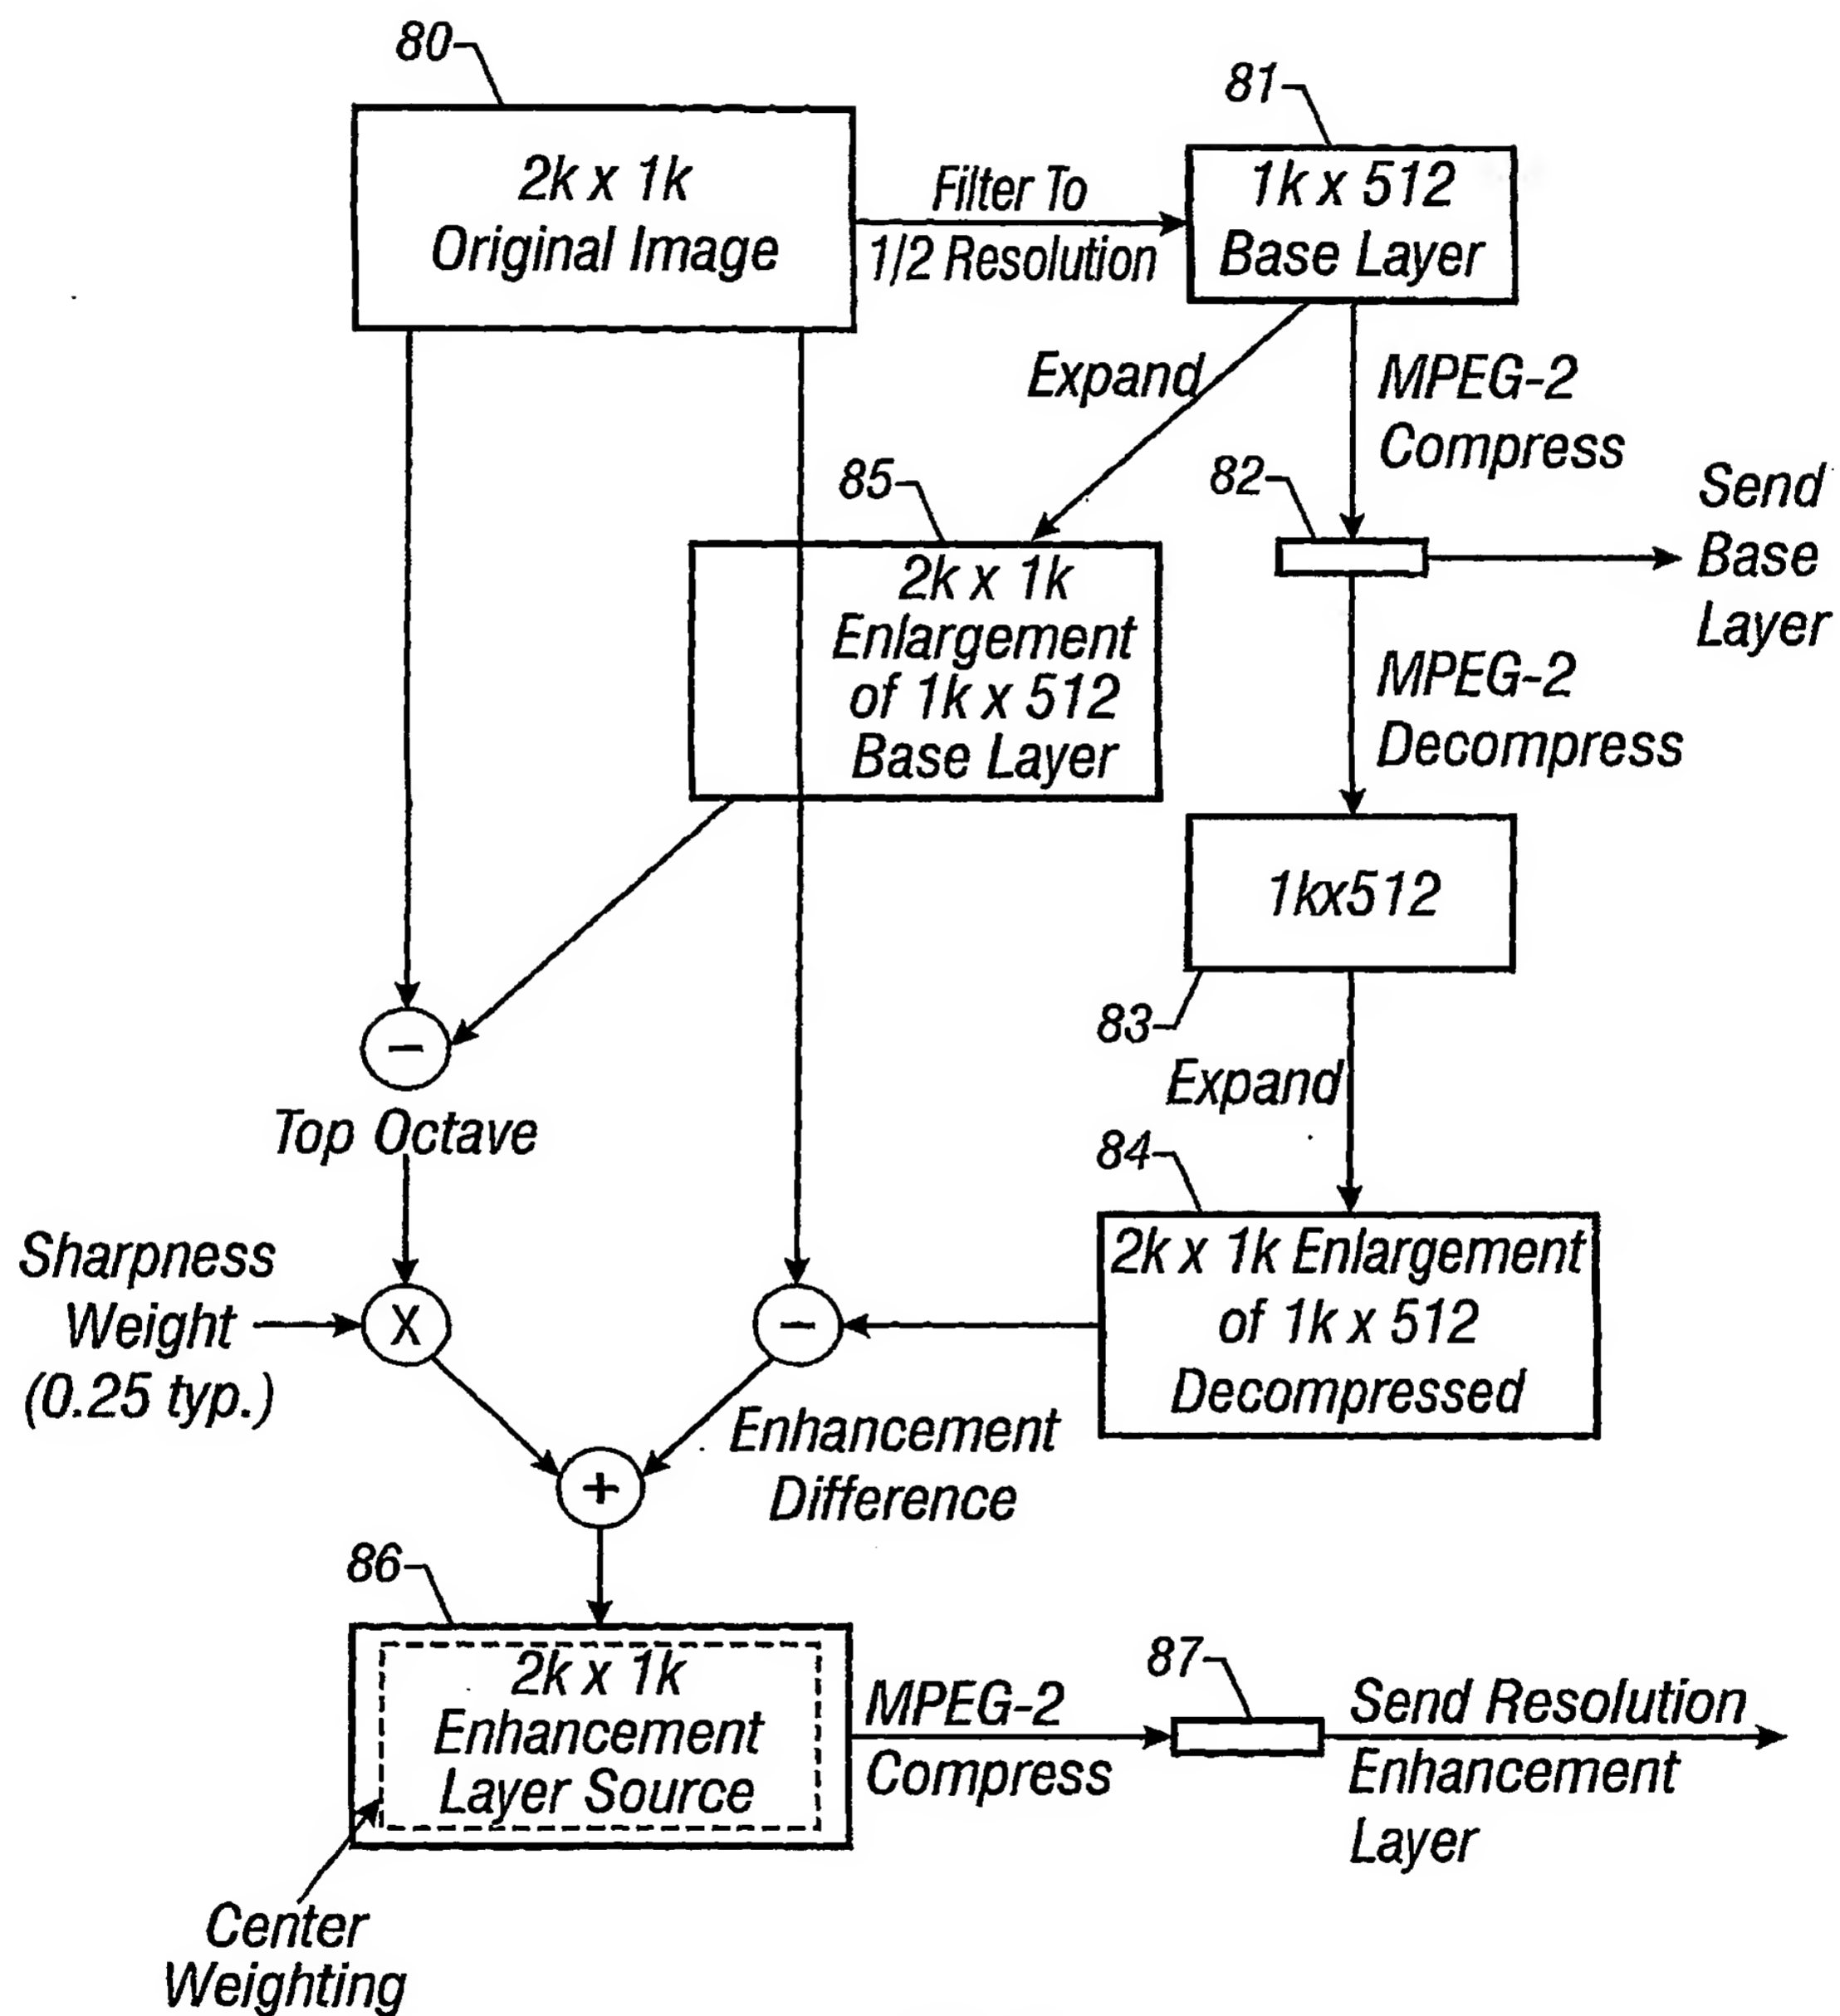 80
81
2k x 1k
Original Image
Filter To
1/2 Resolution
1k x 512
Base Layer
Expand
MPEG-2
Compress
85
82
Send
Base
Layer
2k x 1k
Enlargement
of 1k x 512
Base Layer
MPEG-2
Decompress
1kx512
83
Expand
−
Top Octave
84
Sharpness
Weight
(0.25 typ.)
X
−
2k x 1k Enlargement
of 1k x 512
Decompressed
Enhancement
Difference
+
86
2k x 1k
Enhancement
Layer Source
MPEG-2
Compress
87
Send Resolution
Enhancement
Layer
Center
Weighting